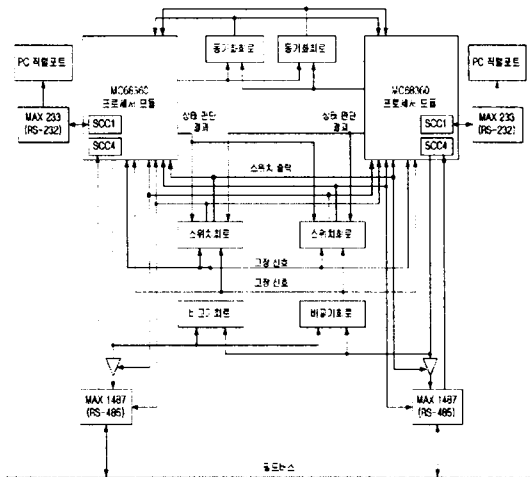 동기화회로
동기화회로
PC 직렬포트
MC68360
프로세서 모듈
MC68360
프로세서 모듈
PC 직렬포트
MAX 233
(RS-232)
SCC1
SCC4
상태 판단
결과
상태 판단
결과
SCC1
SCC4
MAX 233
(RS-232)
스위치 출력
스위치회로
스위치회로
고장 신호
고장 신호
비교기회로
비교기회로
MAX 1487
(RS-485)
MAX 1487
(RS-485)
필드버스